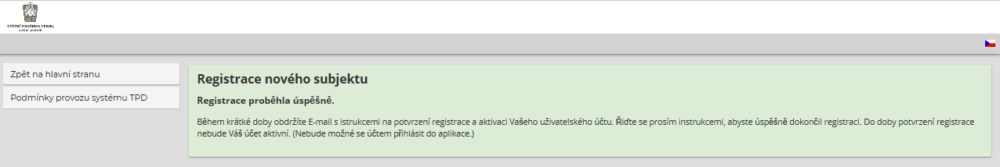 STÁTNÍ TISKÁRNA CENIN,
státní podnik
Zpět na hlavní stranu
Podmínky provozu systému TPD
Registrace nového subjektu
Registrace proběhla úspěšně.
Během krátké doby obdržíte E-mail s istrukcemi na potvrzení registrace a aktivaci Vašeho uživatelského účtu. Řiďte se prosím instrukcemi, abyste úspěšně dokončil registraci. Do doby potvrzení registrace
nebude Váš účet aktivní. (Nebude možné se účtem přihlásit do aplikace.)